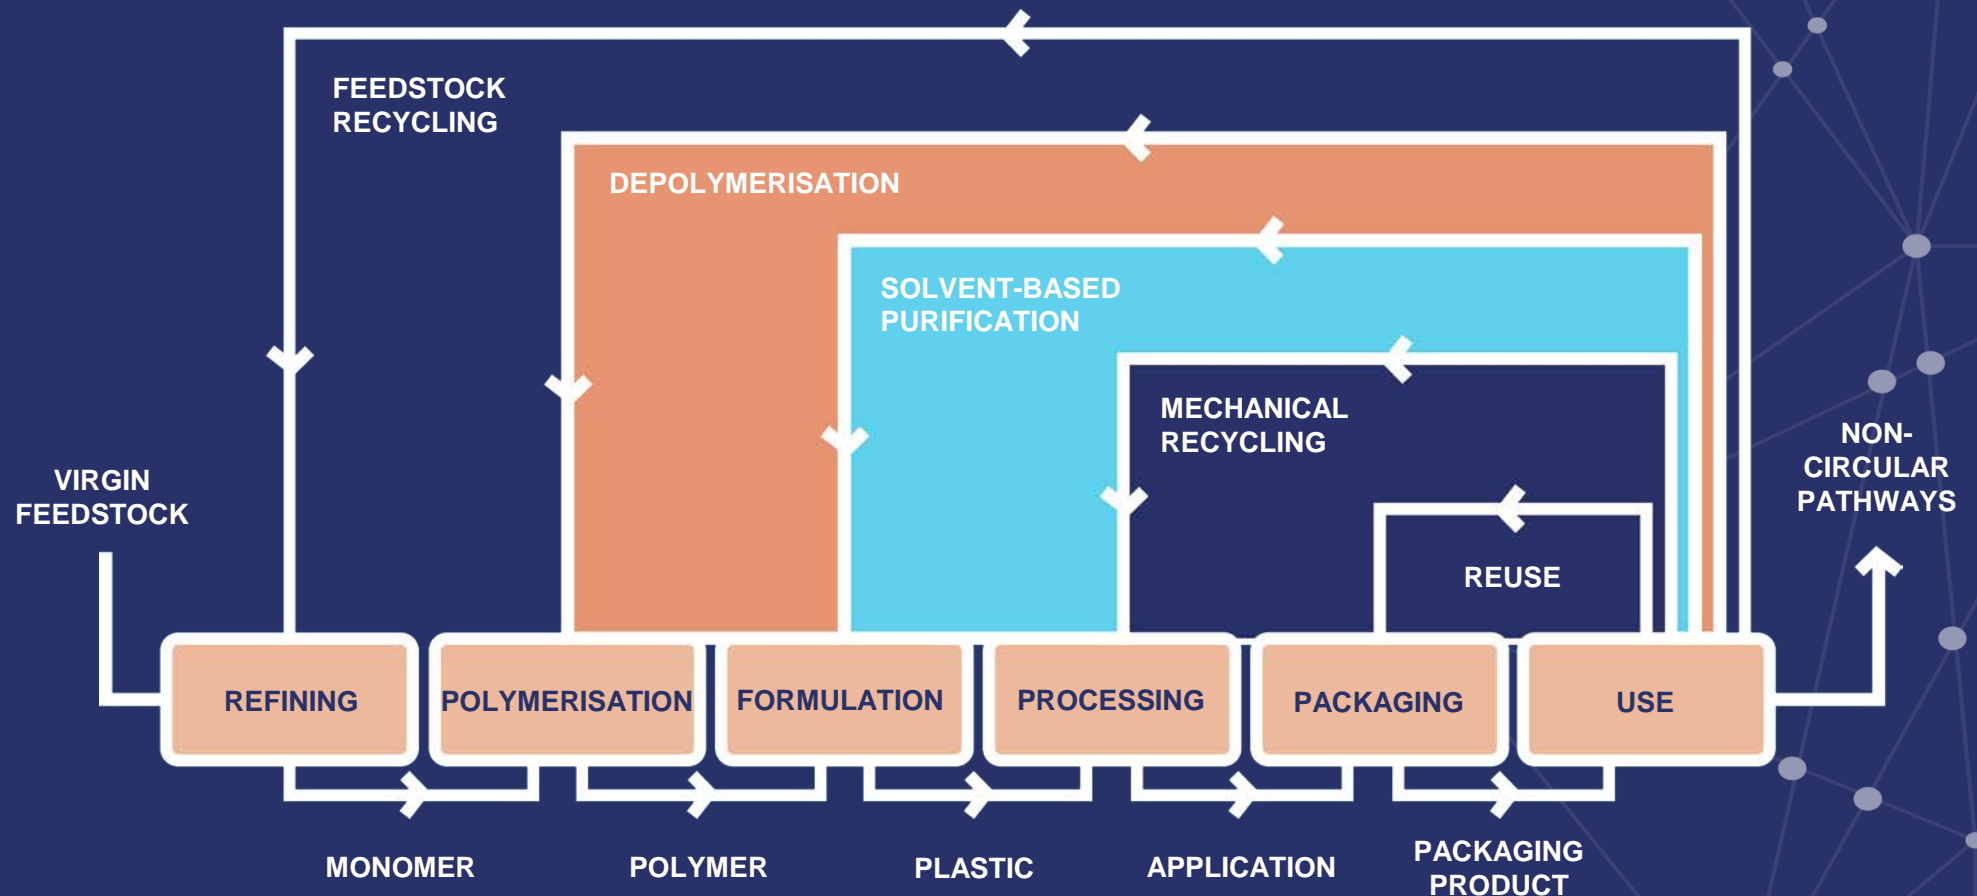 FEEDSTOCK
RECYCLING
DEPOLYMERISATION
SOLVENT-BASED
PURIFICATION
MECHANICAL
RECYCLING
REUSE
VIRGIN
FEEDSTOCK
NON-
CIRCULAR
PATHWAYS
REFINING
POLYMERISATION
FORMULATION
PROCESSING
PACKAGING
USE
MONOMER
POLYMER
PLASTIC
APPLICATION
PACKAGING
PRODUCT